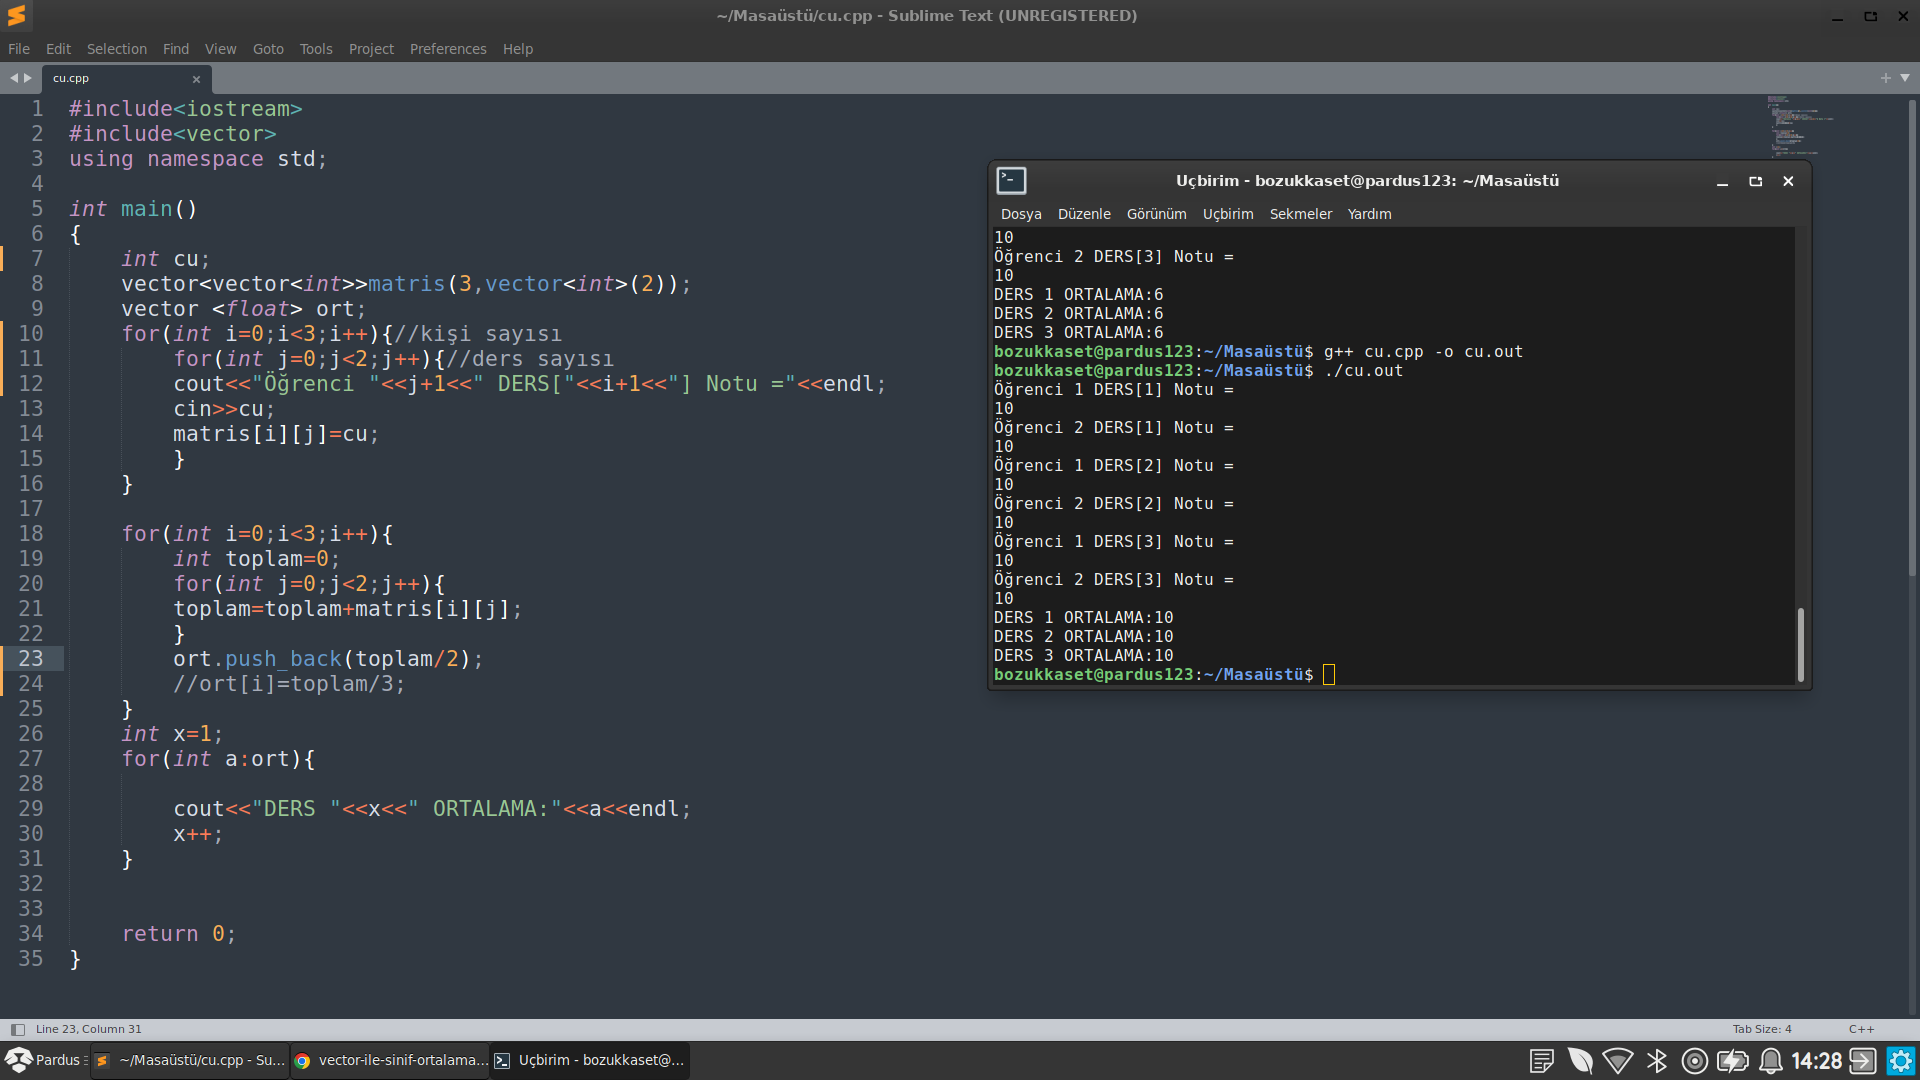 ~/Masaüstü/cu.cpp - Sublime Text (UNREGISTERED)
File Edit Selection Find View Goto Tools Project Preferences Help
cu.cpp
1 #include<iostream>
2 #include<vector>
3 using namespace std;
4
5 int main()
6 {
7 int cu;
8 vector<vector<int>>matris(3,vector<int>(2));
9 vector <float> ort;
10 for(int i=0;i<3;i++){//kişi sayısı
11 for(int j=0;j<2;j++){//ders sayısı
12 cout<<"Öğrenci "<<j+1<<" DERS["<<i+1<<"] Notu ="<<endl;
13 cin>>cu;
14 matris[i][j]=cu;
15 }
16 }
17
18 for(int i=0;i<3;i++){
19 int toplam=0;
20 for(int j=0;j<2;j++){
21 toplam=toplam+matris[i][j];
22 }
23 ort.push_back(toplam/2);
24 //ort[i]=toplam/3;
25 }
26 int x=1;
27 for(int a:ort){
28
29 cout<<"DERS "<<x<<" ORTALAMA:"<<a<<endl;
30 x++;
31 }
32
33
34 return 0;
35 }
Uçbirim - bozukkaset@pardus123: ~/Masaüstü
Dosya Düzenle Görünüm Uçbirim Sekmeler Yardım
10
Öğrenci 2 DERS[3] Notu =
10
DERS 1 ORTALAMA:6
DERS 2 ORTALAMA:6
DERS 3 ORTALAMA:6
bozukkaset@pardus123:~/Masaüstü$ g++ cu.cpp -o cu.out
bozukkaset@pardus123:~/Masaüstü$ ./cu.out
Öğrenci 1 DERS[1] Notu =
10
Öğrenci 2 DERS[1] Notu =
10
Öğrenci 1 DERS[2] Notu =
10
Öğrenci 2 DERS[2] Notu =
10
Öğrenci 1 DERS[3] Notu =
10
Öğrenci 2 DERS[3] Notu =
10
DERS 1 ORTALAMA:10
DERS 2 ORTALAMA:10
DERS 3 ORTALAMA:10
bozukkaset@pardus123:~/Masaüstü$
Line 23, Column 31 Tab Size: 4 C++
Pardus ~/Masaüstü/cu.cpp - Su... vector-ile-sinif-ortalama... Uçbirim - bozukkaset@... 14:28